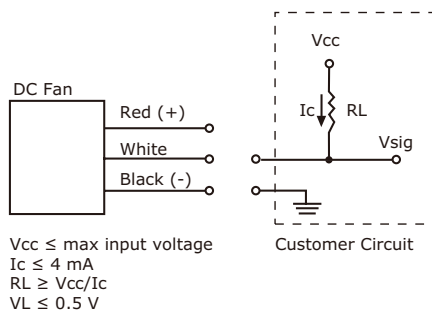 Vcc
DC Fan
Red (+)
Ic
RL
White
Vsig
Black (-)
Vcc ≤ max input voltage
Customer Circuit
Ic ≤ 4 mA
RL ≥ Vcc/Ic
VL ≤ 0.5 V